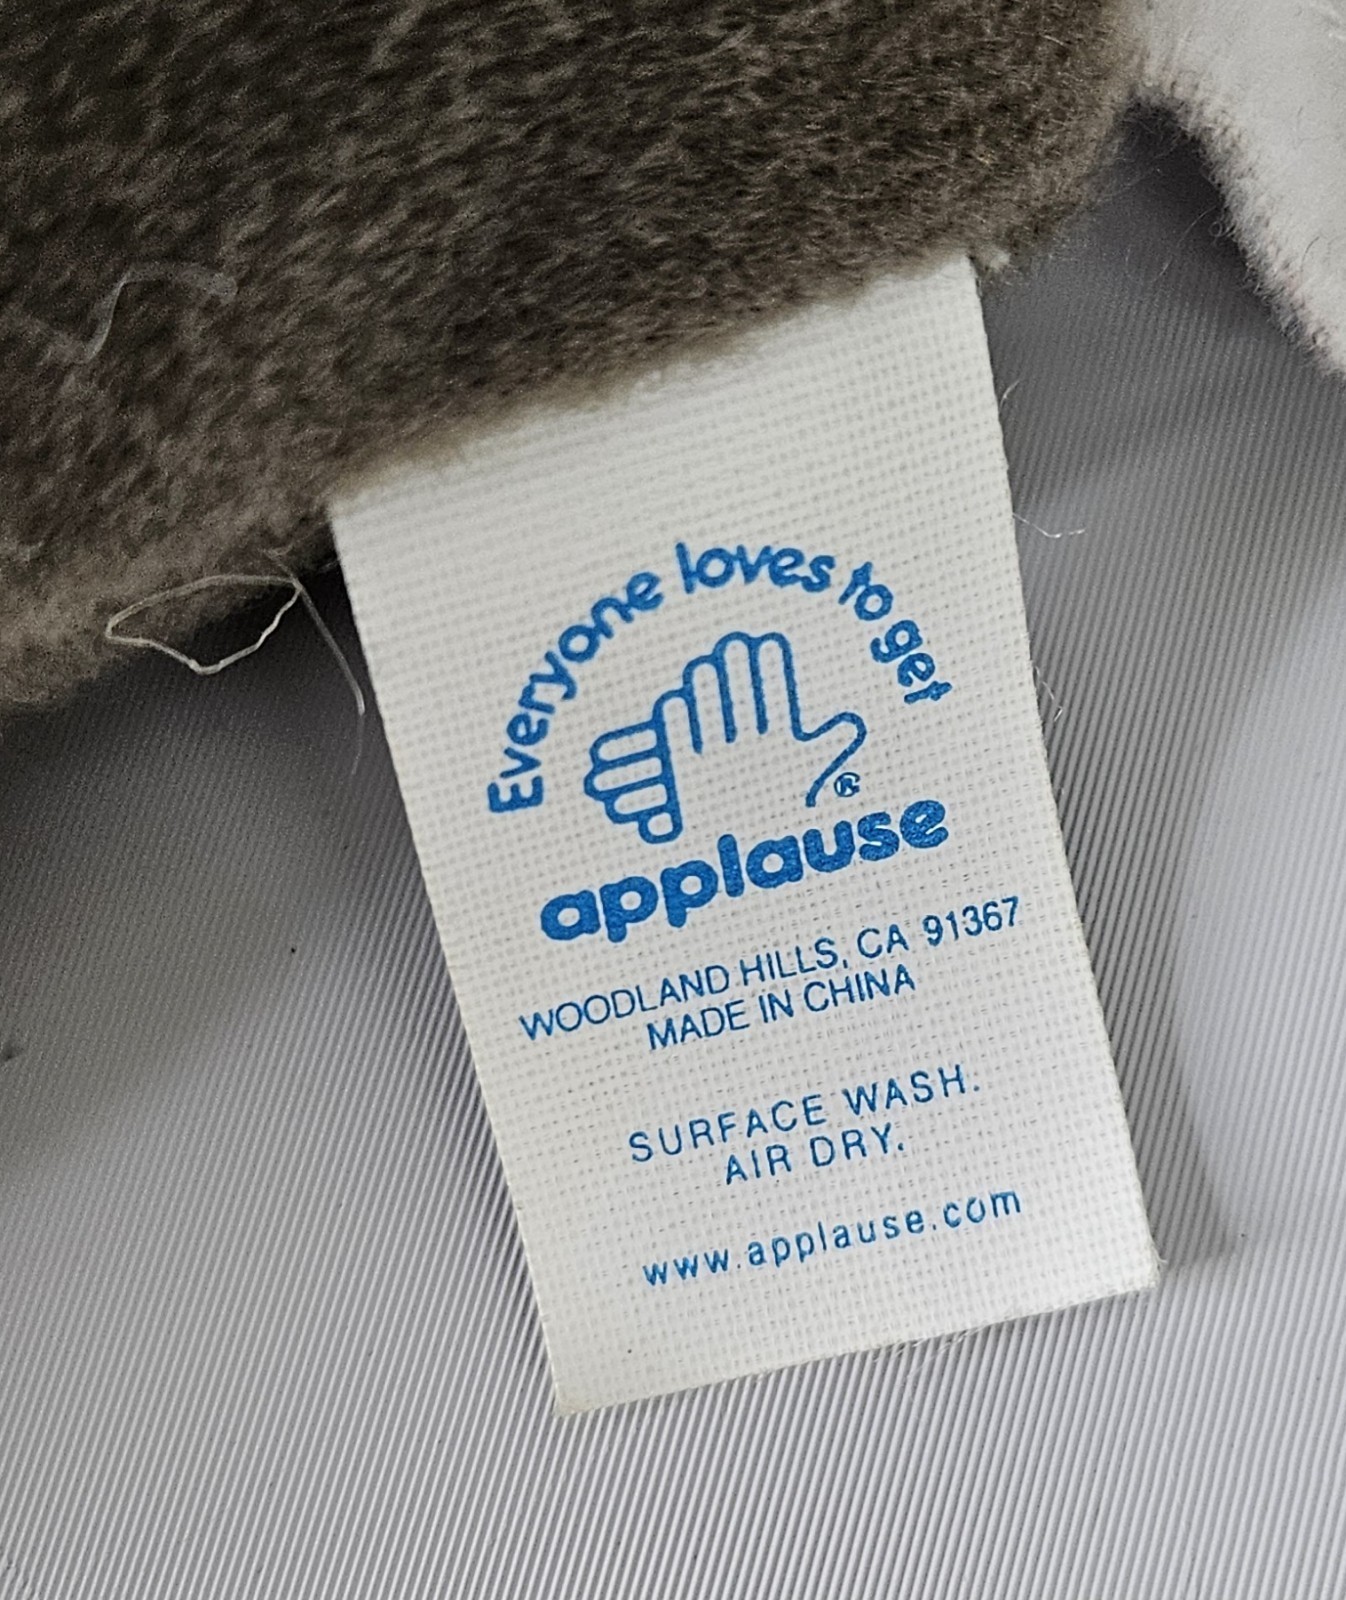 Everyone loves to get
®
applause
WOODLAND HILLS, CA 91367
MADE IN CHINA
SURFACE WASH.
AIR DRY.
www.applause.com